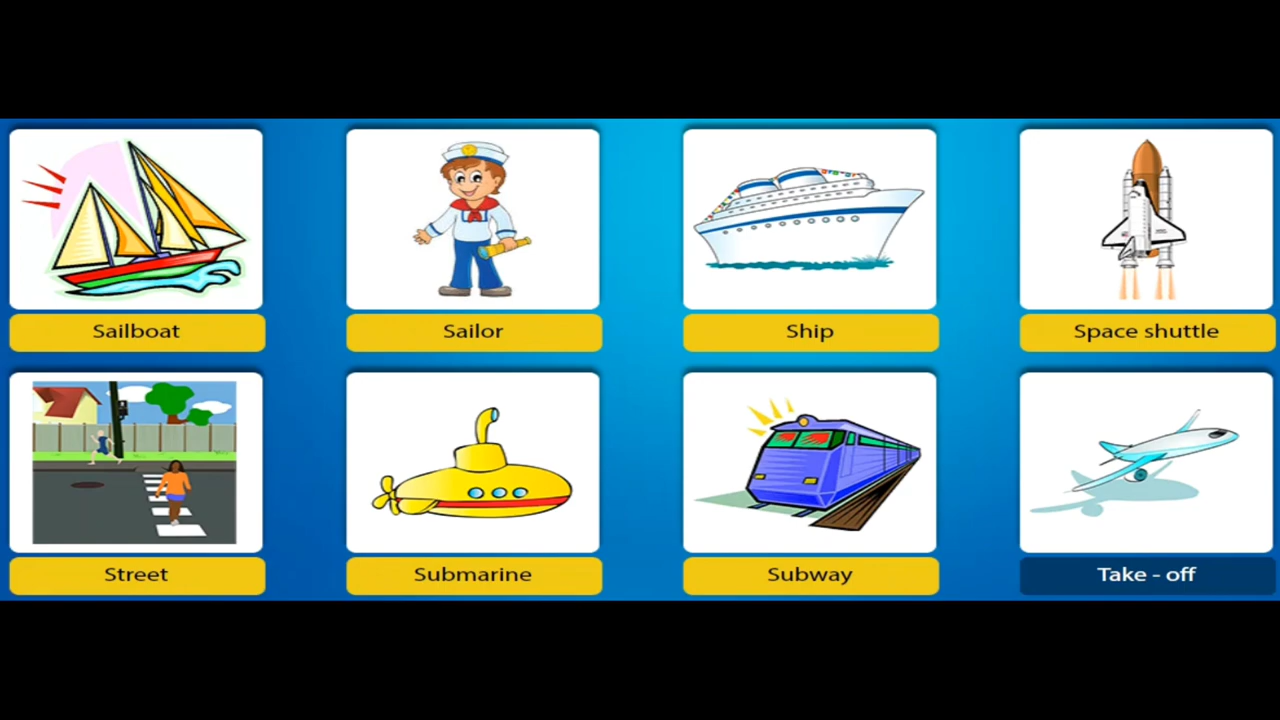 Sailboat
Sailor
Ship
Space shuttle
Street
Submarine
Subway
Take - off